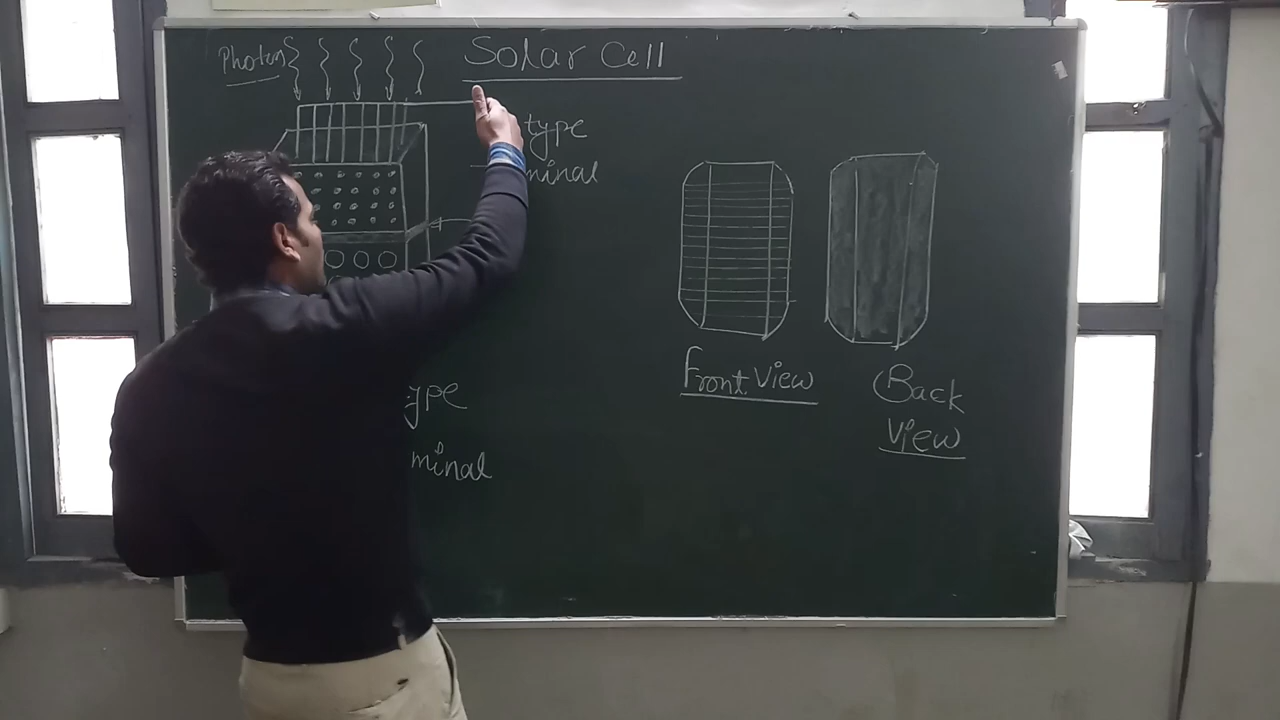 Photons
Solar Cell
type
minal
Front View
Back
View
ype
minal